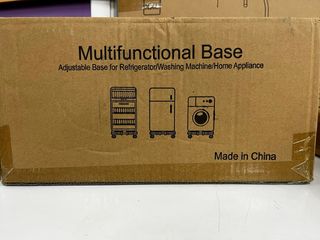 Multifunctional Base
Adjustable Base for Refrigerator/Washing Machine/Home Appliance
Made in China